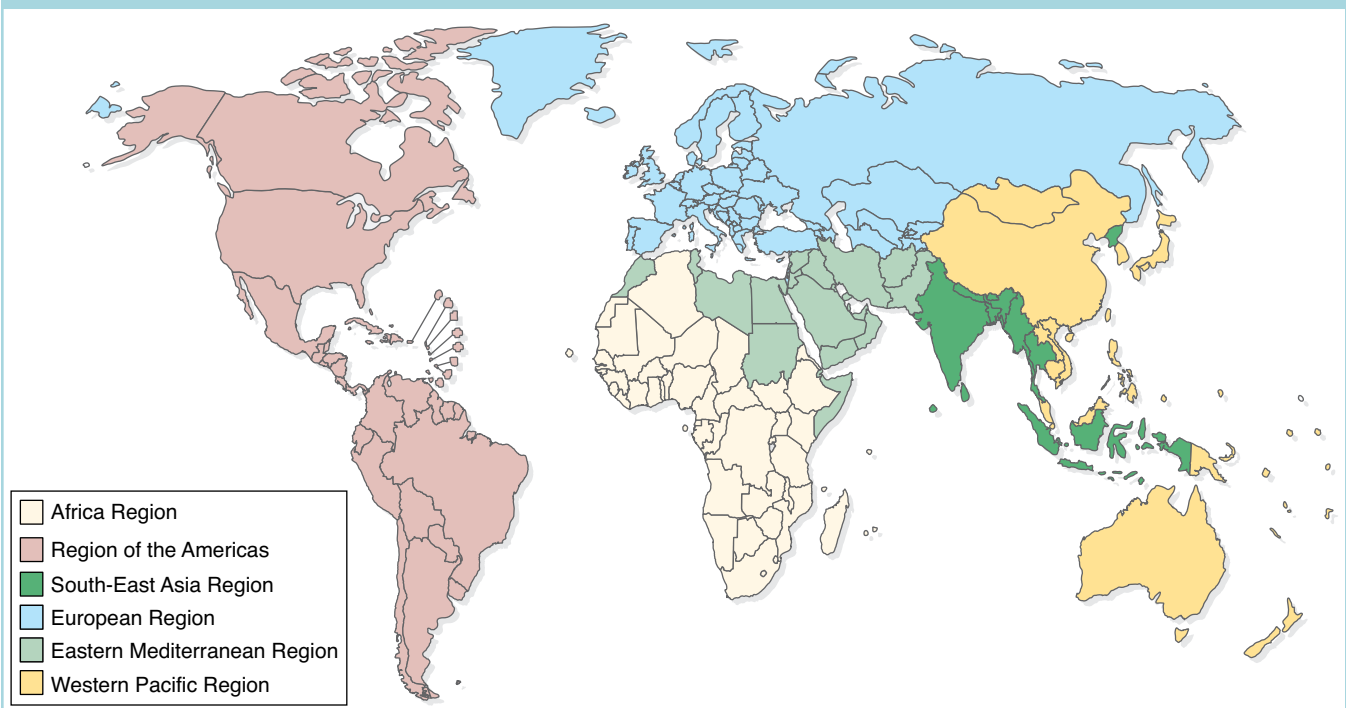 Africa Region
Region of the Americas
South-East Asia Region
European Region
Eastern Mediterranean Region
Western Pacific Region